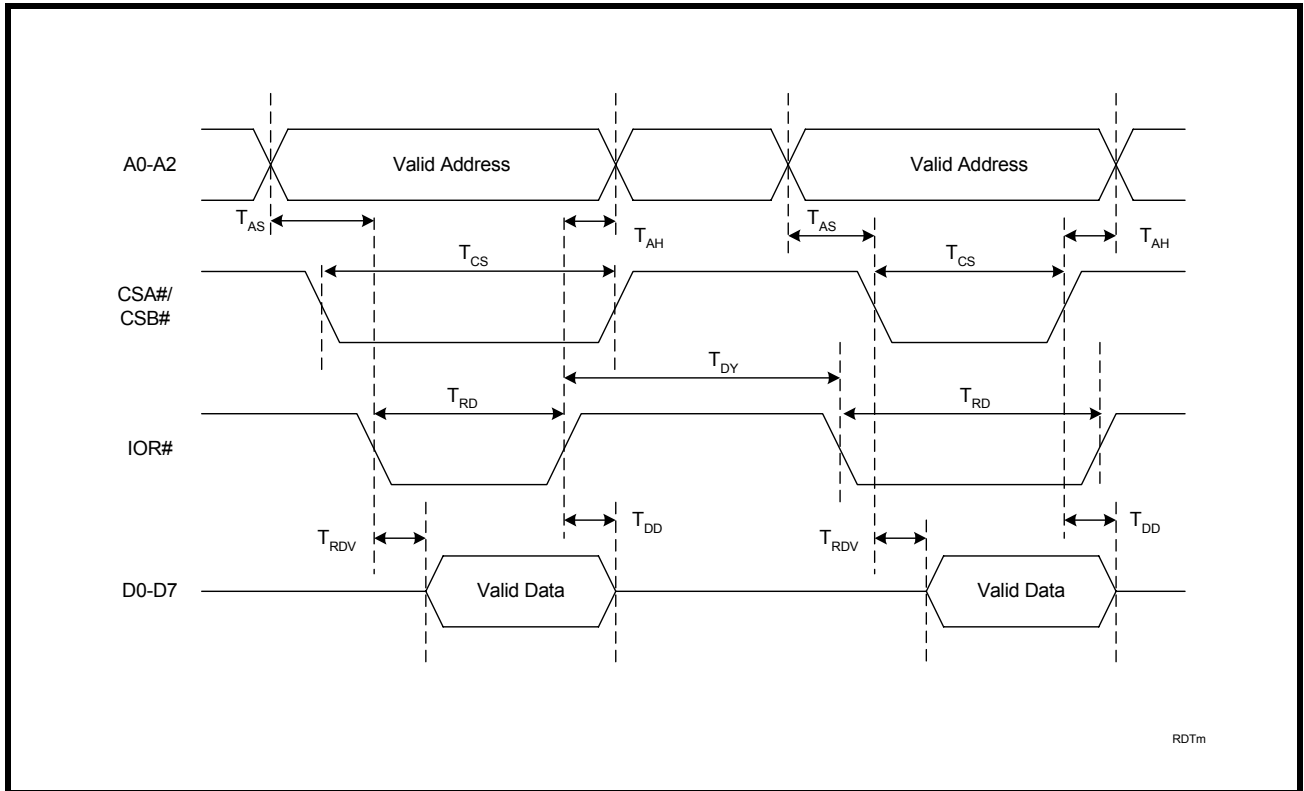 A0-A2
Valid Address
Valid Address
TAS
TAH
TAS
TAH
TCS
TCS
CSA#/
CSB#
TDY
TRD
TRD
IOR#
TRDV
TDD
TRDV
TDD
D0-D7
Valid Data
Valid Data
RDTm